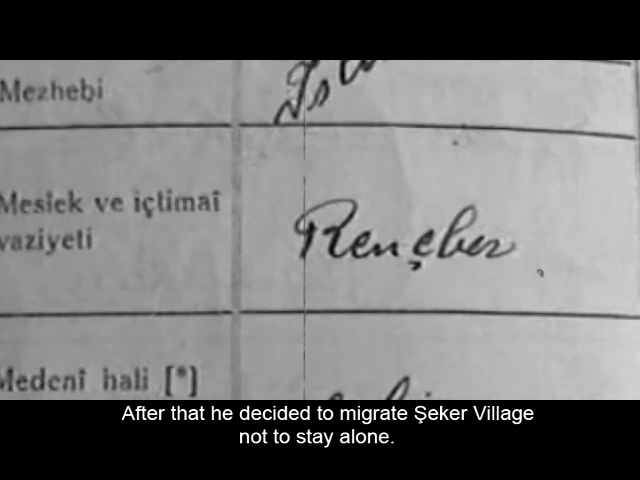 Mezhebi
Meslek ve içtimaî
vaziyeti
Rençber
Medenî hali [*]
After that he decided to migrate Şeker Village
not to stay alone.